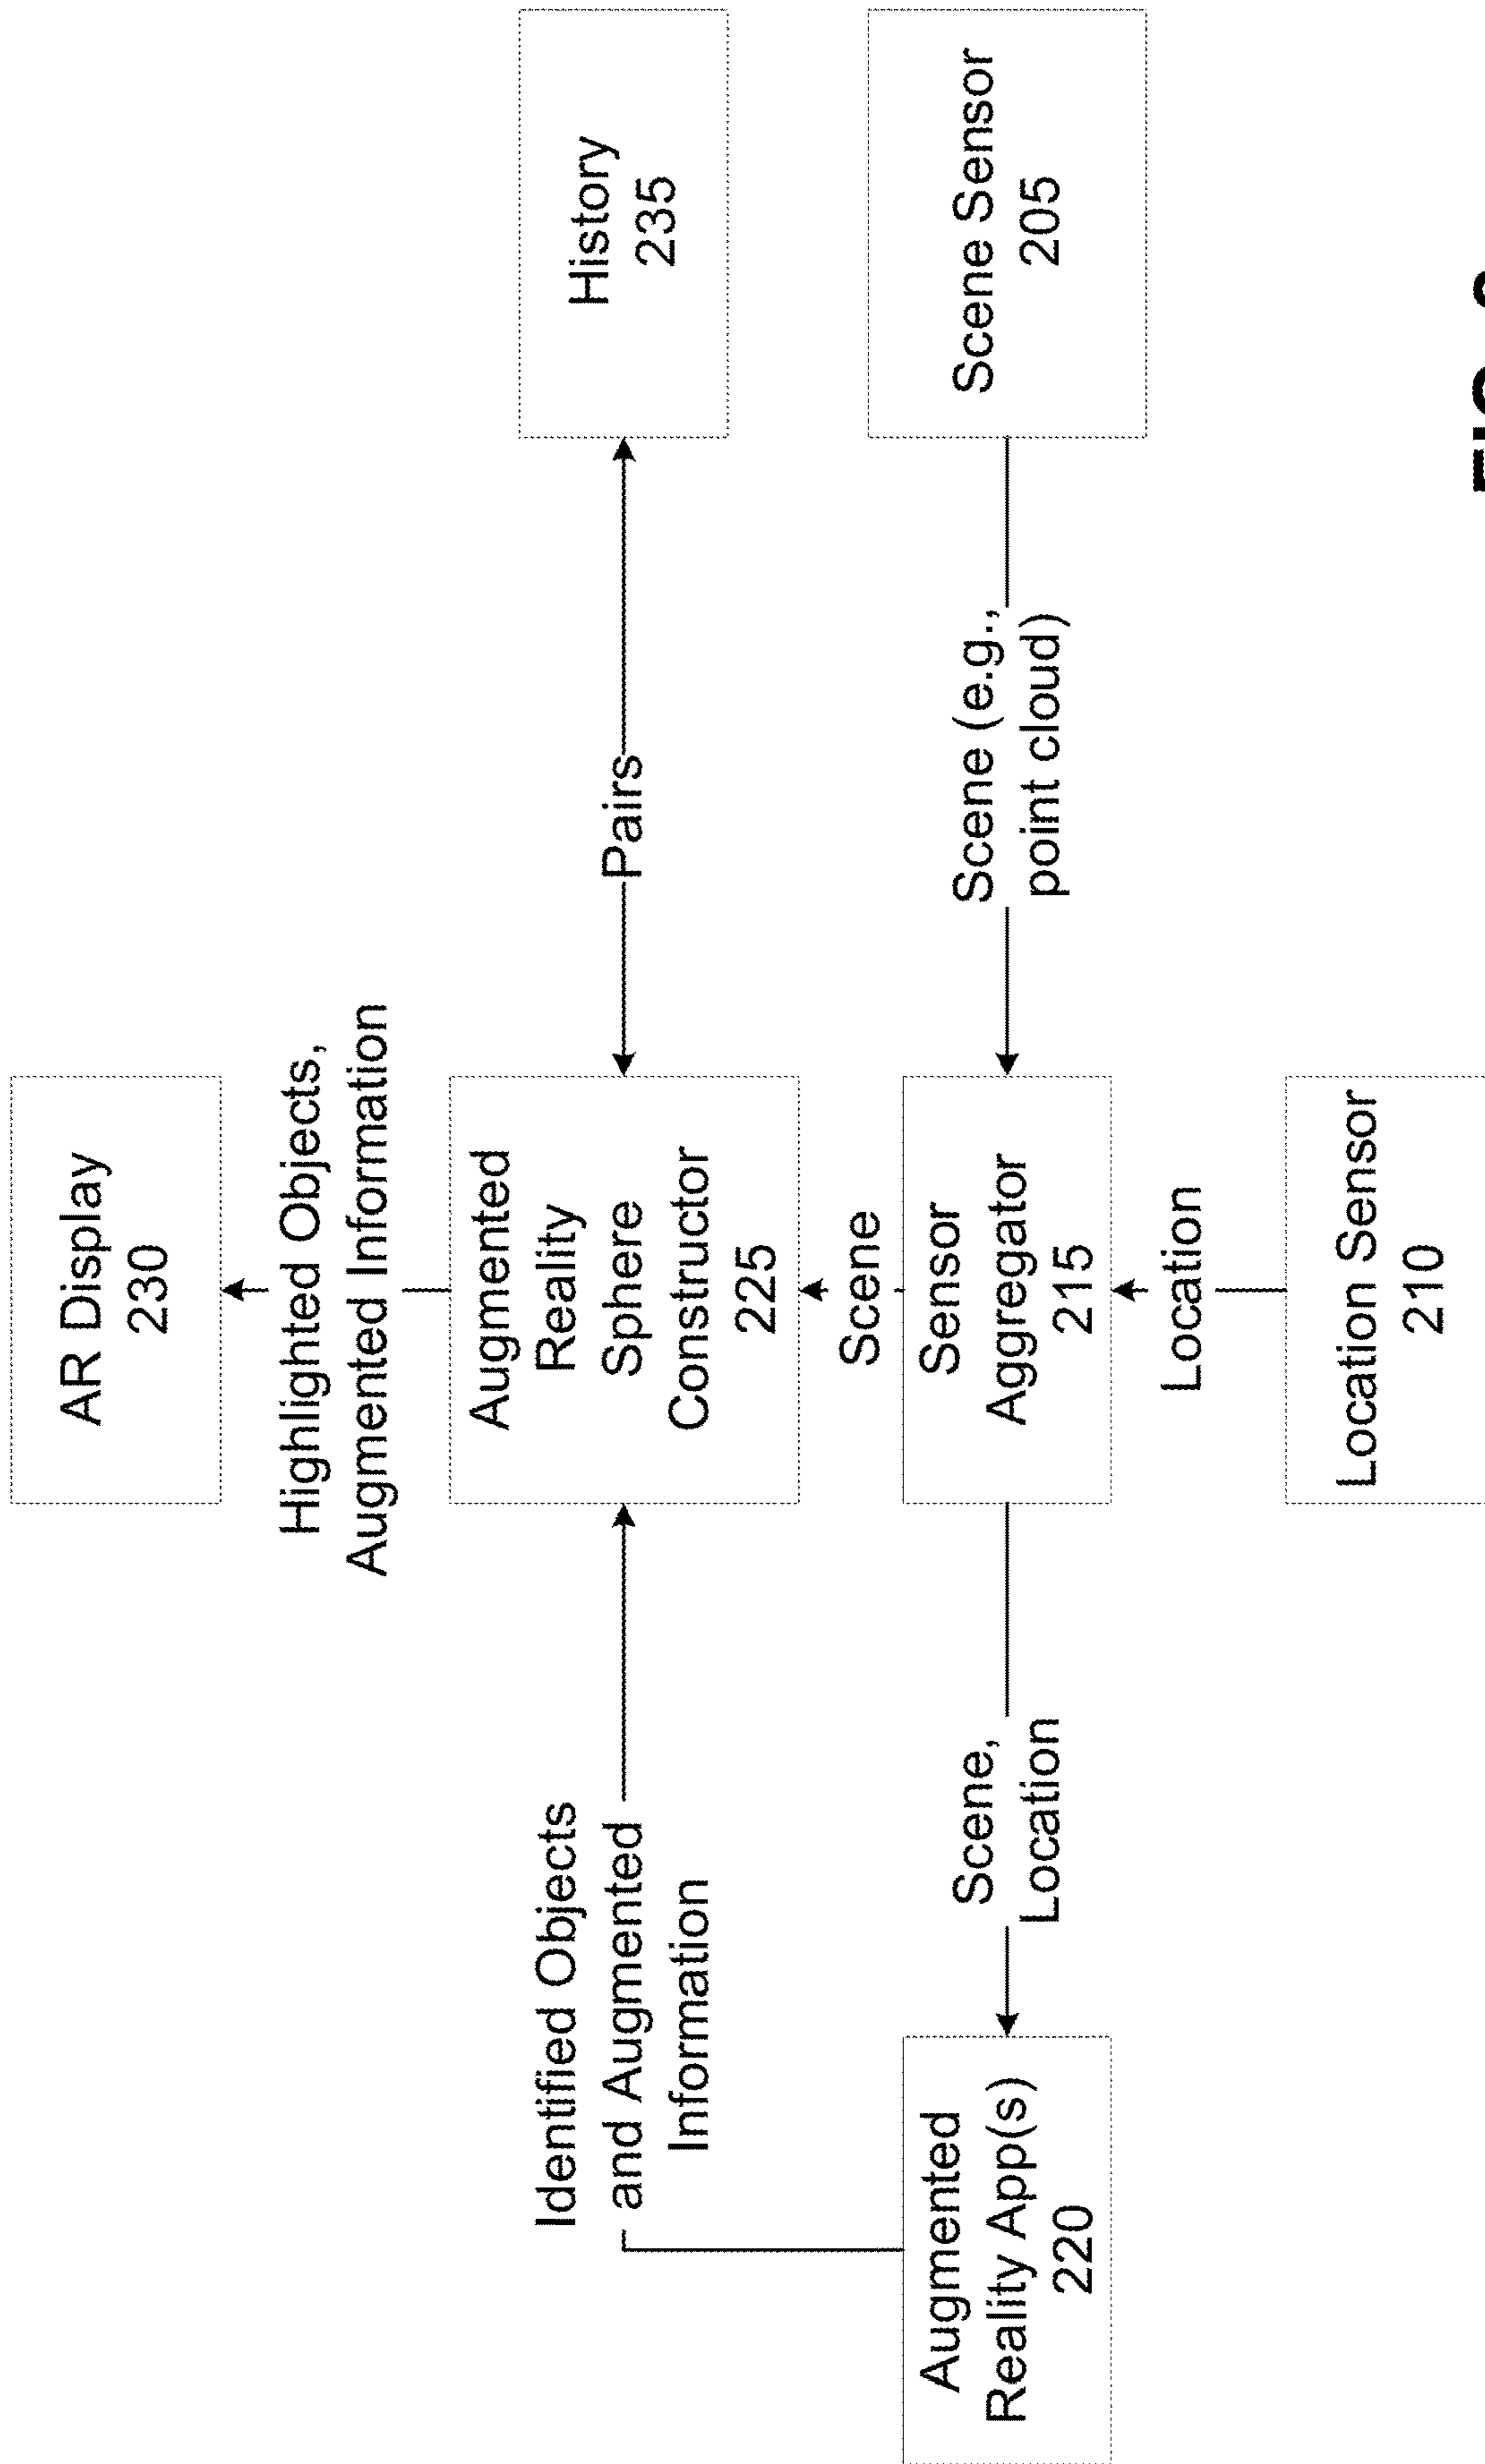 AR Display
230
Highlighted Objects,
Augmented Information
Identified Objects
and Augmented
Information
Augmented
Reality
Sphere
Constructor
225
Pairs
History
235
Scene
Augmented
Reality App(s)
220
Scene,
Location
Sensor
Aggregator
215
Scene (e.g.,
point cloud)
Scene Sensor
205
Location
Location Sensor
210